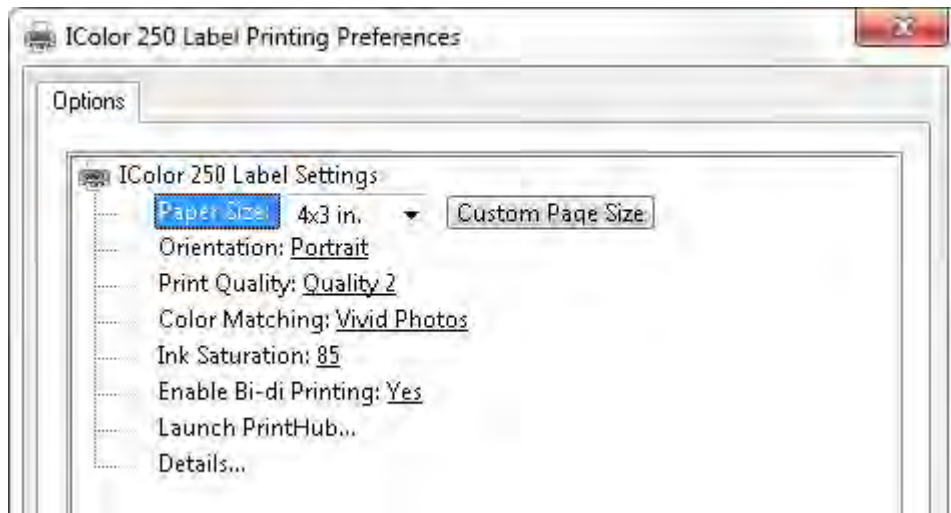 IColor 250 Label Printing Preferences
Options
IColor 250 Label Settings
Paper Size: 4x3 in. Custom Page Size
Orientation: Portrait
Print Quality: Quality 2
Color Matching: Vivid Photos
Ink Saturation: 85
Enable Bi-di Printing: Yes
Launch PrintHub...
Details...